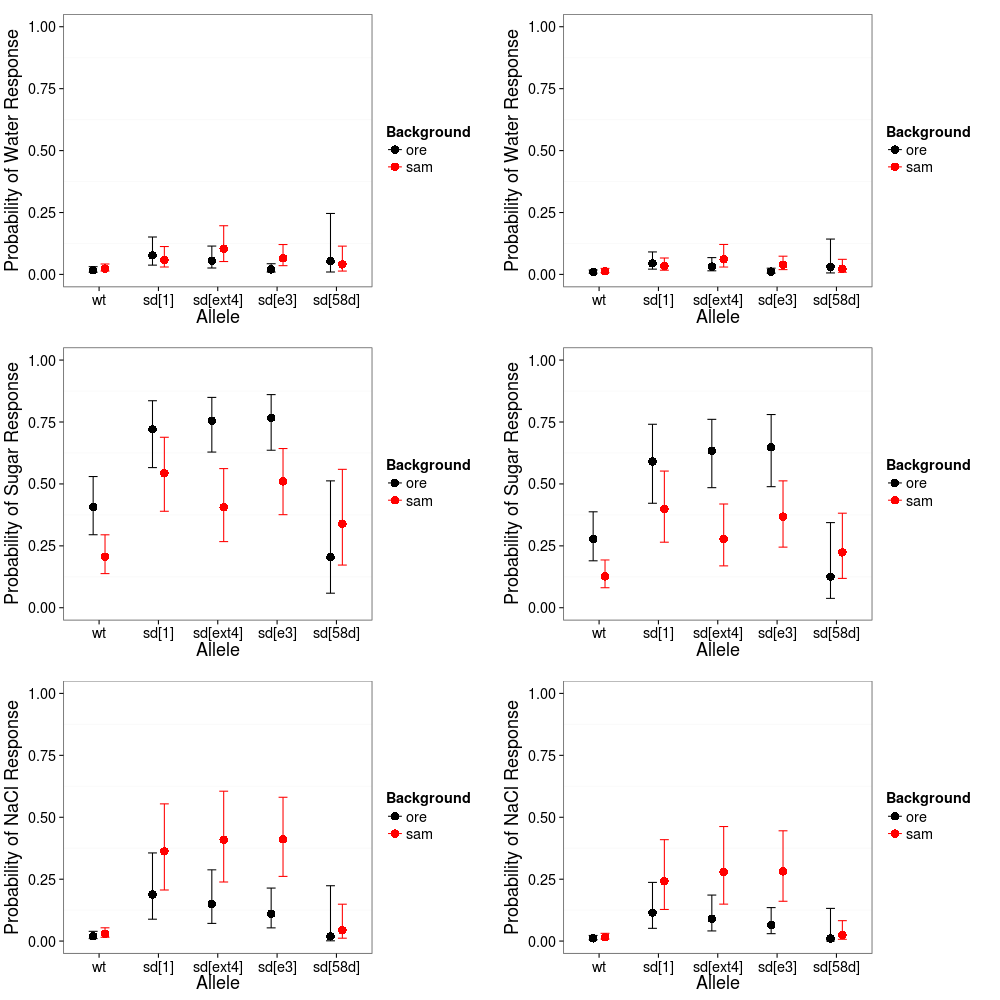 Probability of Water Response
1.00
0.75
0.50
0.25
0.00
wt sd[1] sd[ext4] sd[e3] sd[58d]
Allele
Background
ore
sam
Probability of Water Response
1.00
0.75
0.50
0.25
0.00
wt sd[1] sd[ext4] sd[e3] sd[58d]
Allele
Background
ore
sam
Probability of Sugar Response
1.00
0.75
0.50
0.25
0.00
wt sd[1] sd[ext4] sd[e3] sd[58d]
Allele
Background
ore
sam
Probability of Sugar Response
1.00
0.75
0.50
0.25
0.00
wt sd[1] sd[ext4] sd[e3] sd[58d]
Allele
Background
ore
sam
Probability of NaCl Response
1.00
0.75
0.50
0.25
0.00
wt sd[1] sd[ext4] sd[e3] sd[58d]
Allele
Background
ore
sam
Probability of NaCl Response
1.00
0.75
0.50
0.25
0.00
wt sd[1] sd[ext4] sd[e3] sd[58d]
Allele
Background
ore
sam